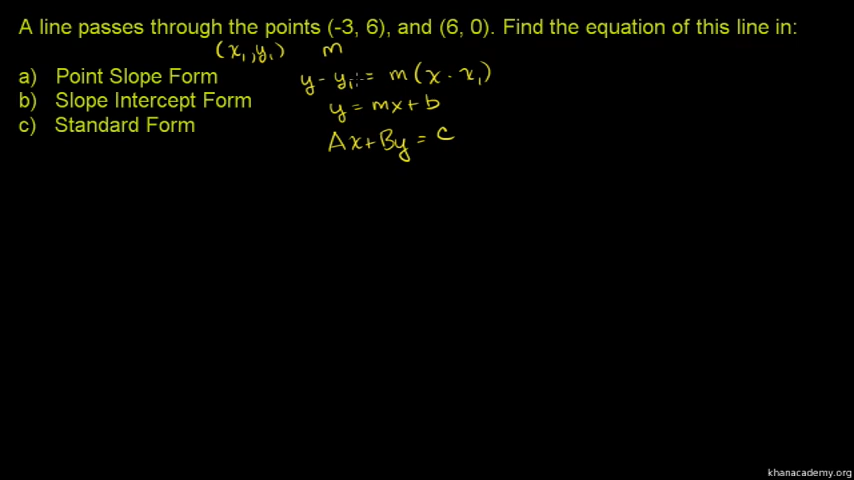 A line passes through the points (-3, 6), and (6, 0). Find the equation of this line in:
(x₁, y₁) m
a) Point Slope Form y - y₁ = m(x - x₁)
b) Slope Intercept Form y = mx + b
c) Standard Form Ax + By = C
khanacademy.org